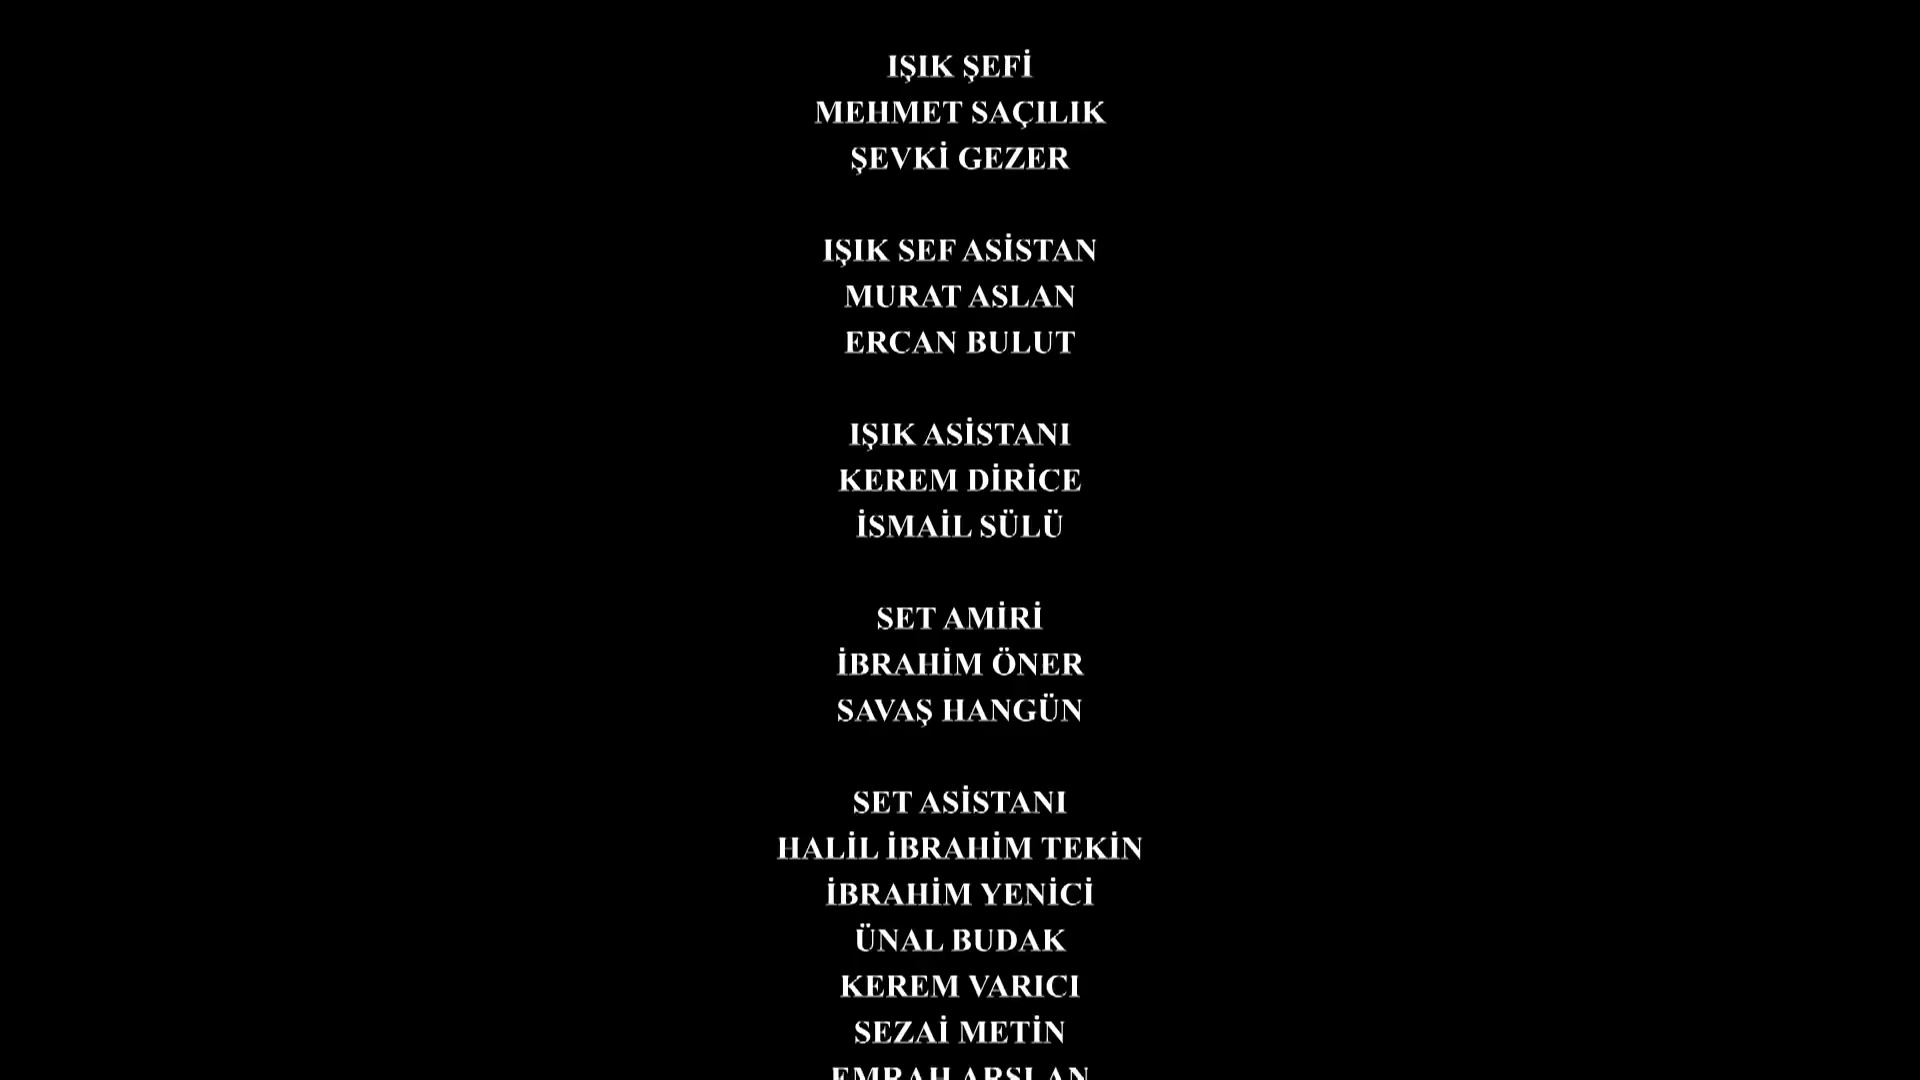 IŞIK ŞEFİ
MEHMET SAÇILIK
ŞEVKİ GEZER
IŞIK SEF ASİSTAN
MURAT ASLAN
ERCAN BULUT
IŞIK ASİSTANI
KEREM DİRİCE
İSMAİL SÜLÜ
SET AMİRİ
İBRAHİM ÖNER
SAVAŞ HANGÜN
SET ASİSTANI
HALİL İBRAHİM TEKİN
İBRAHİM YENİCİ
ÜNAL BUDAK
KEREM VARICI
SEZAİ METİN
EMRAH ARSLAN